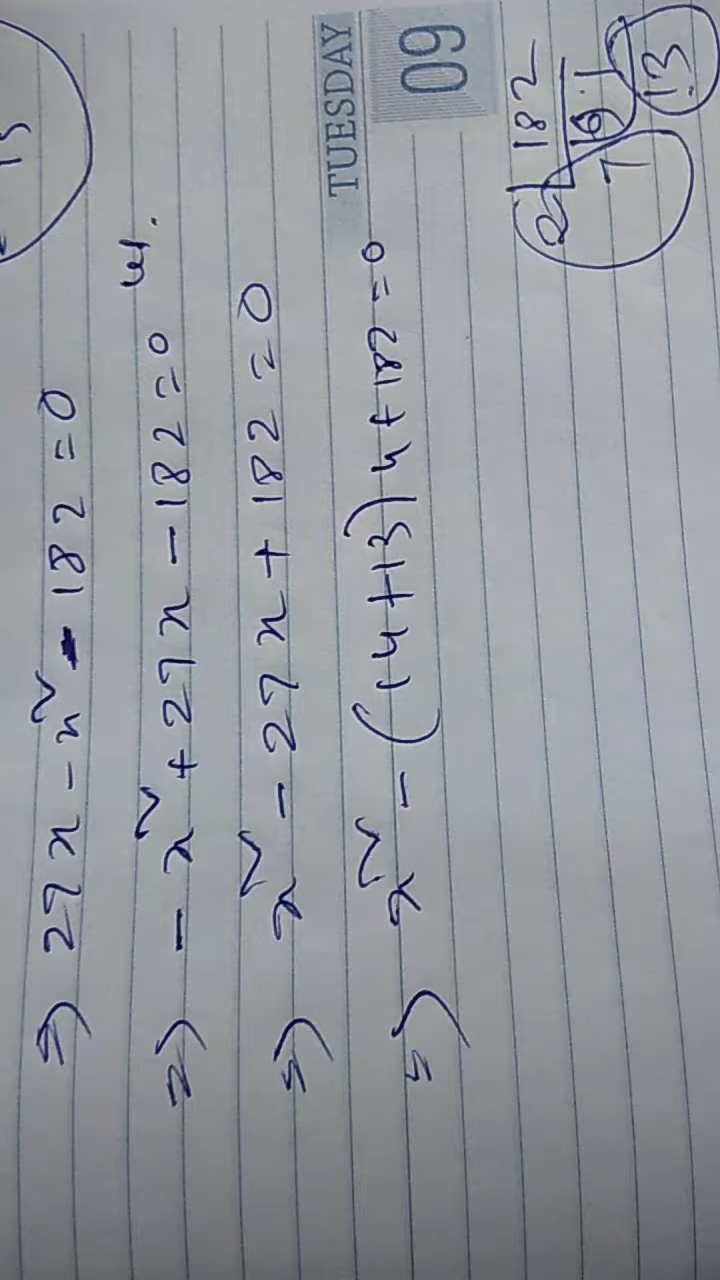 TUESDAY
09
⇒ 27x - x² - 182 = 0
⇒ - x² + 27x - 182 = 0
⇒ x² - 27x + 182 = 0
⇒ x² - (14+13)x + 182 = 0
2 | 182
7
13